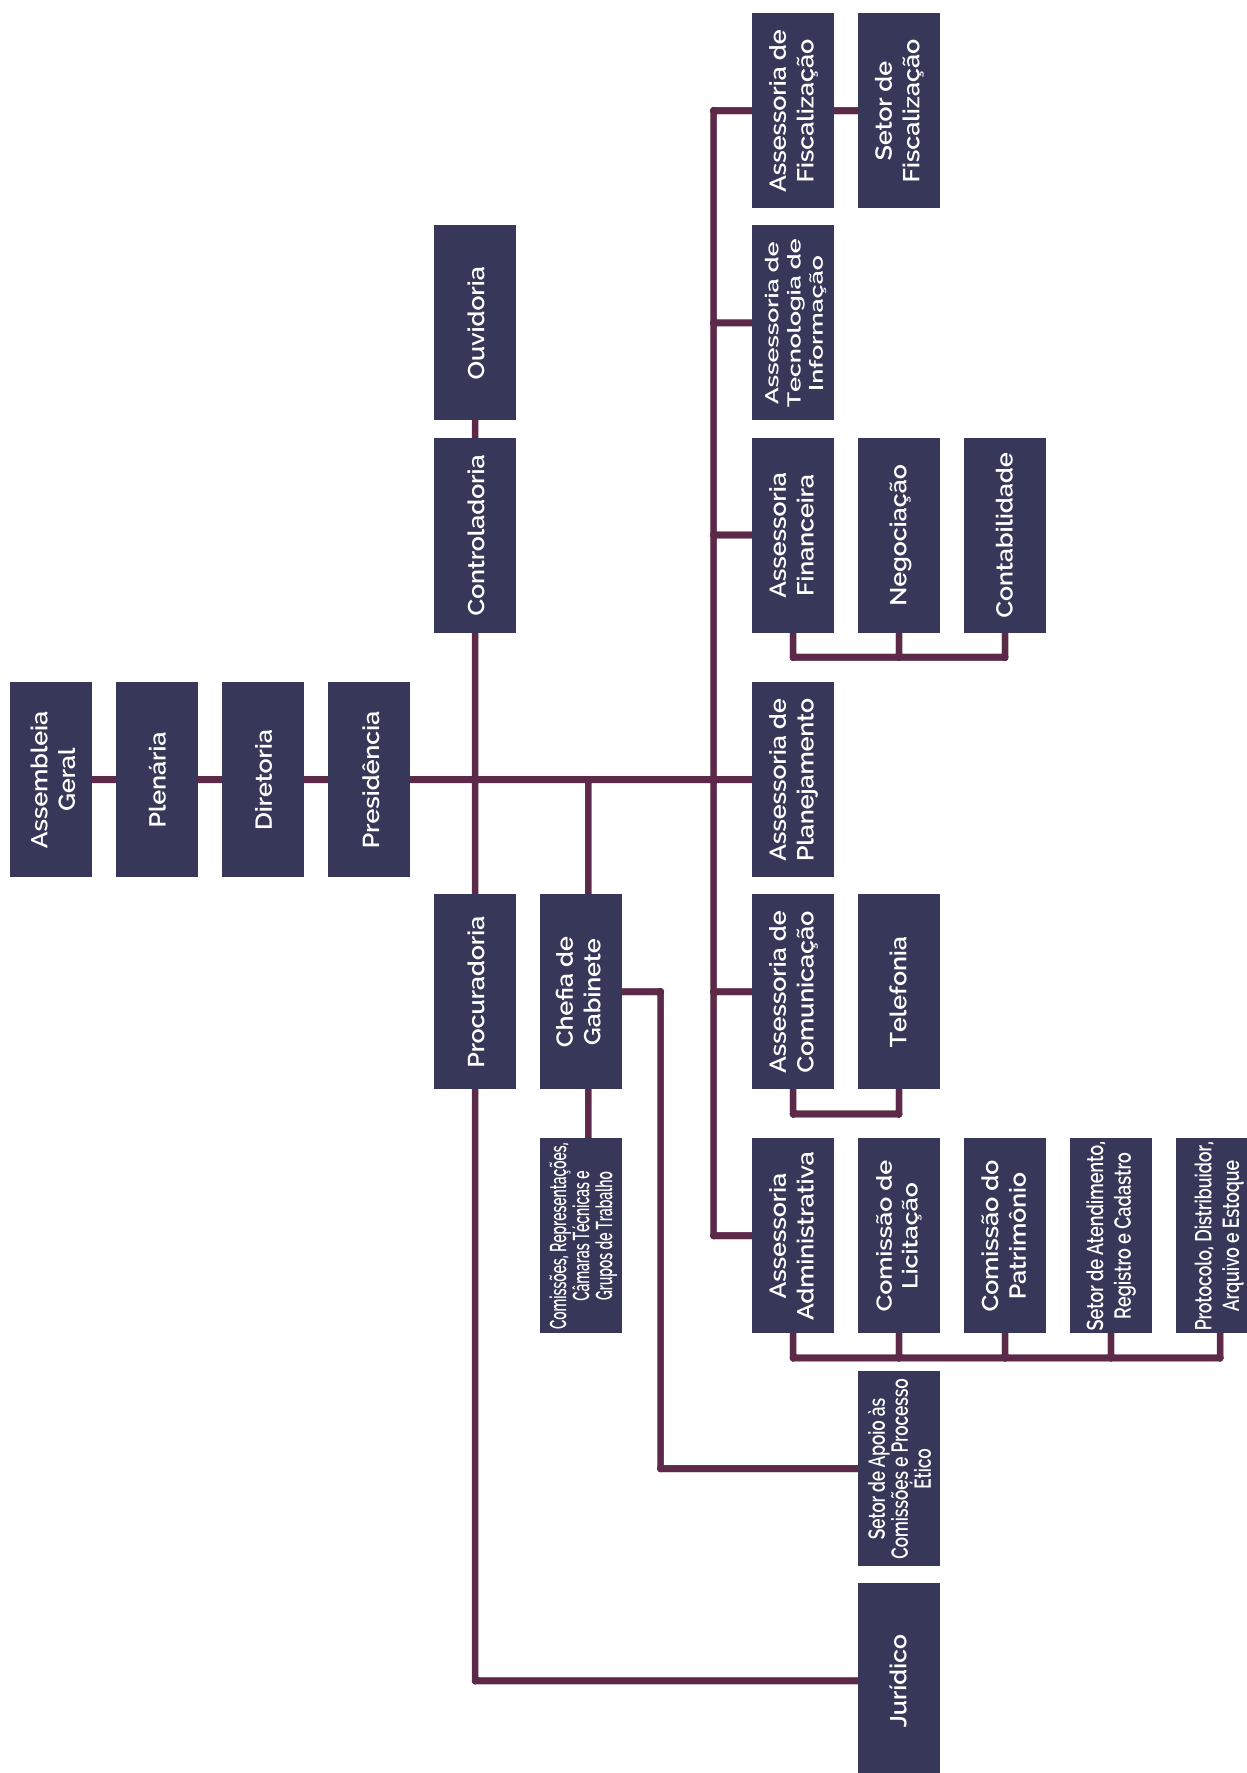 Assembleia
Geral
Plenária
Diretoria
Presidência
Jurídico
Procuradoria
Controladoria
Ouvidoria
Comissões, Representações,
Câmaras Técnicas e
Grupos de Trabalho
Chefia de
Gabinete
Assessoria
Administrativa
Assessoria de
Comunicação
Assessoria de
Planejamento
Assessoria
Financeira
Assessoria de
Tecnologia de
Informação
Assessoria de
Fiscalização
Setor de Apoio às
Comissões e Processo
Ético
Comissão de
Licitação
Telefonia
Negociação
Setor de
Fiscalização
Comissão do
Patrimônio
Contabilidade
Setor de Atendimento,
Registro e Cadastro
Protocolo, Distribuidor,
Arquivo e Estoque